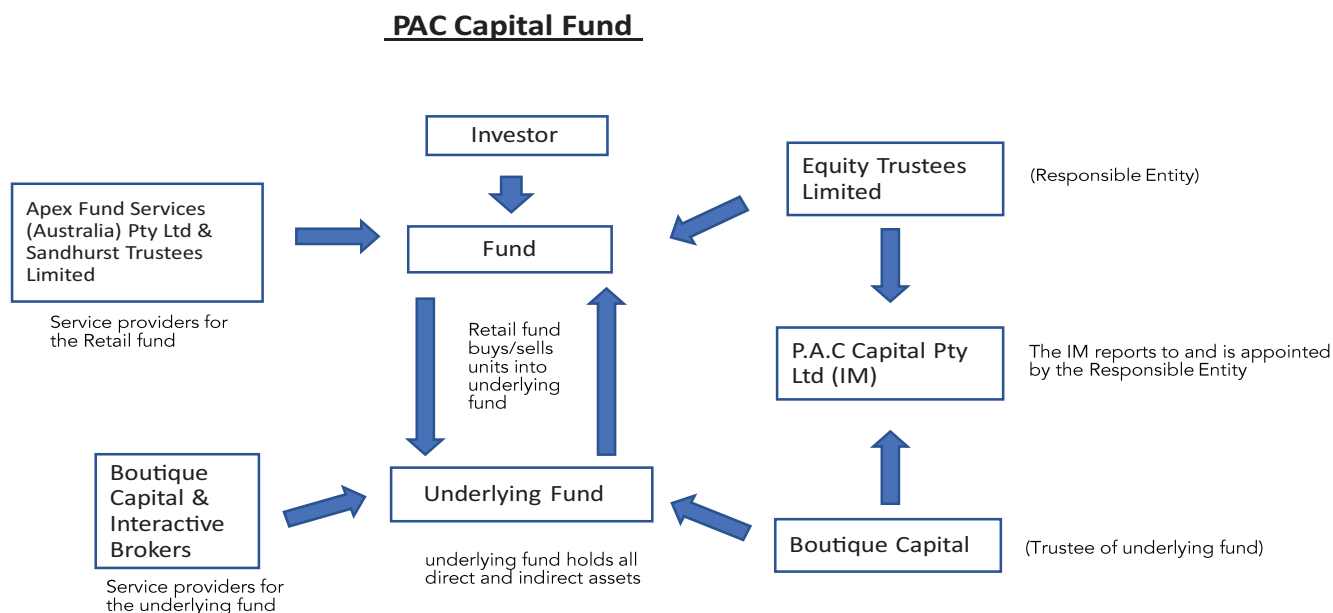 PAC Capital Fund
Investor
Equity Trustees
Limited
(Responsible Entity)
Apex Fund Services
(Australia) Pty Ltd &
Sandhurst Trustees
Limited
Fund
Service providers for
the Retail fund
Retail fund
buys/sells
units into
underlying
fund
P.A.C Capital Pty
Ltd (IM)
The IM reports to and is appointed
by the Responsible Entity
Boutique
Capital &
Interactive
Brokers
Underlying Fund
Boutique Capital
(Trustee of underlying fund)
underlying fund holds all
direct and indirect assets
Service providers for
the underlying fund